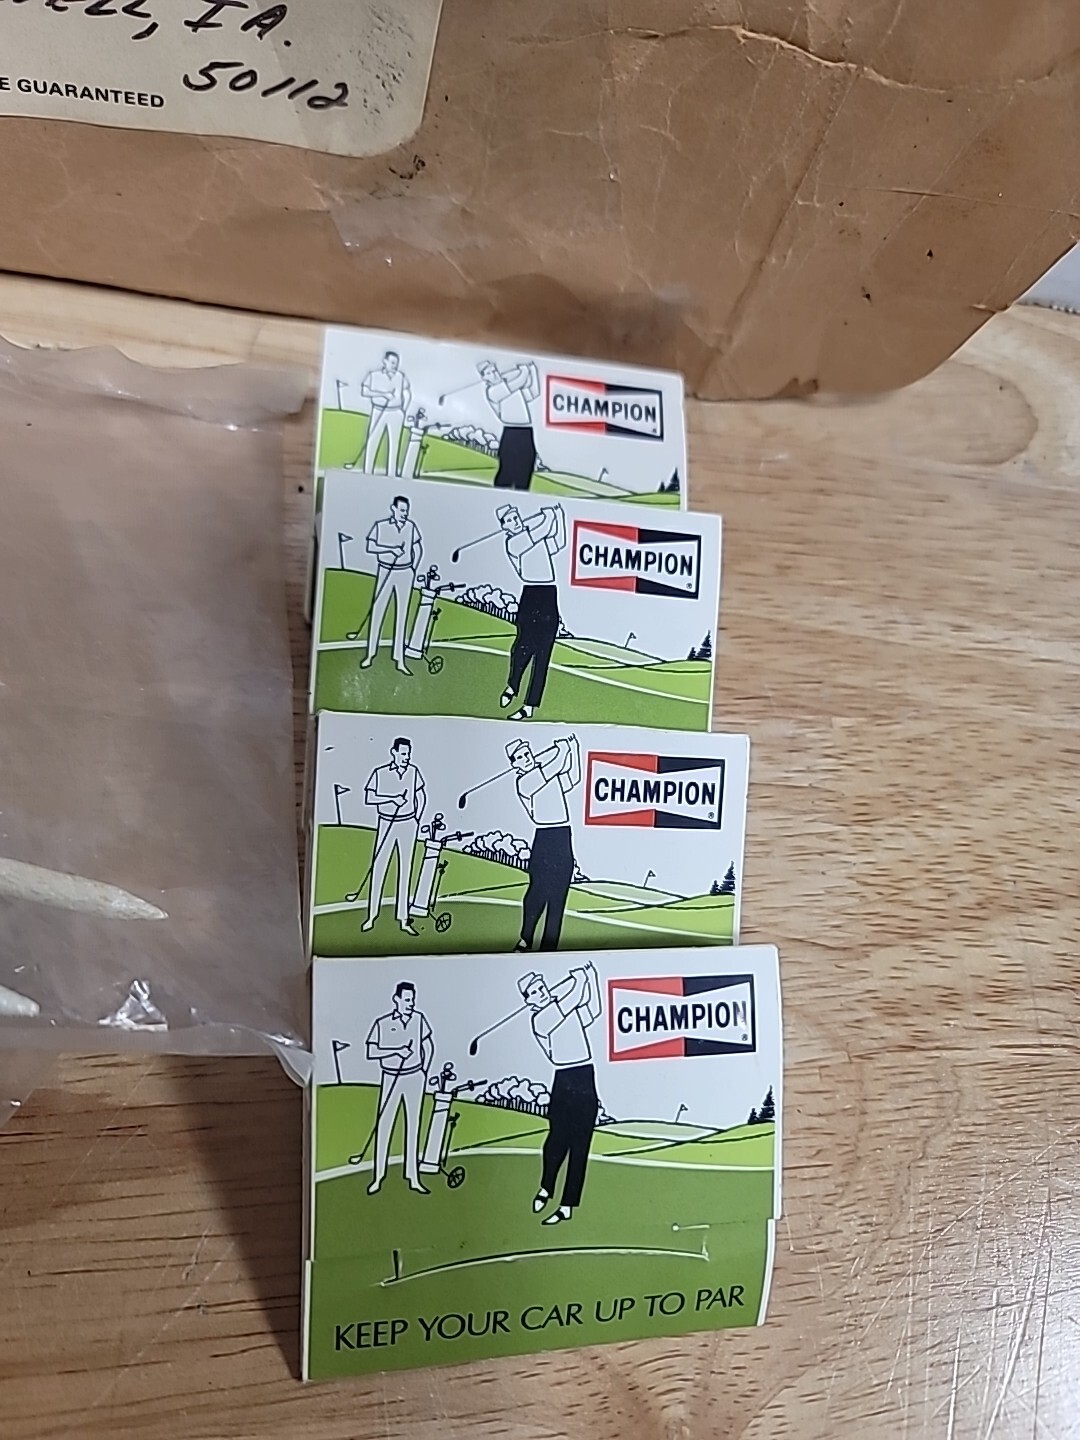 IA.
E GUARANTEED 50112
CHAMPION
CHAMPION
CHAMPION
CHAMPION
KEEP YOUR CAR UP TO PAR